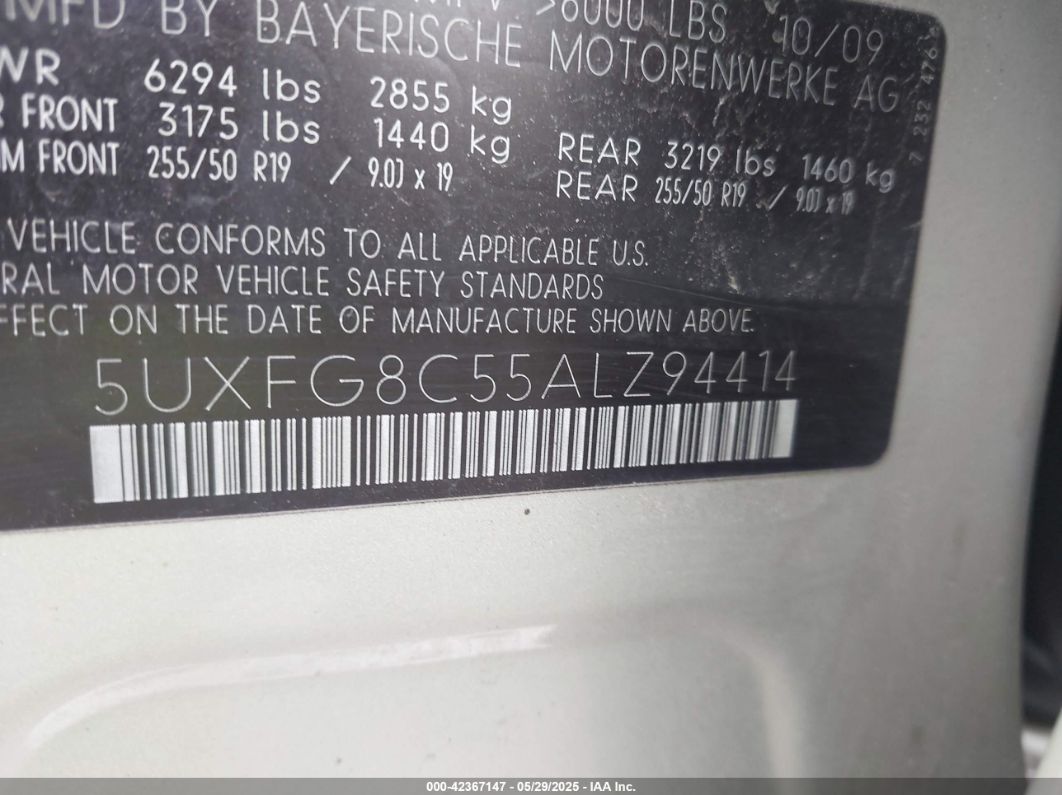 MFD BY BAYERISCHE MOTORENWERKE AG
MPV >6000 LBS 10/09
WR 6294 lbs 2855 kg
R FRONT 3175 lbs 1440 kg REAR 3219 lbs 1460 kg
M FRONT 255/50 R19 / 9.0J x 19 REAR 255/50 R19 / 9.0J x 19
VEHICLE CONFORMS TO ALL APPLICABLE U.S.
RAL MOTOR VEHICLE SAFETY STANDARDS
FFECT ON THE DATE OF MANUFACTURE SHOWN ABOVE.
5UXFG8C55ALZ94414
000-42367147 - 05/29/2025 - IAA Inc.